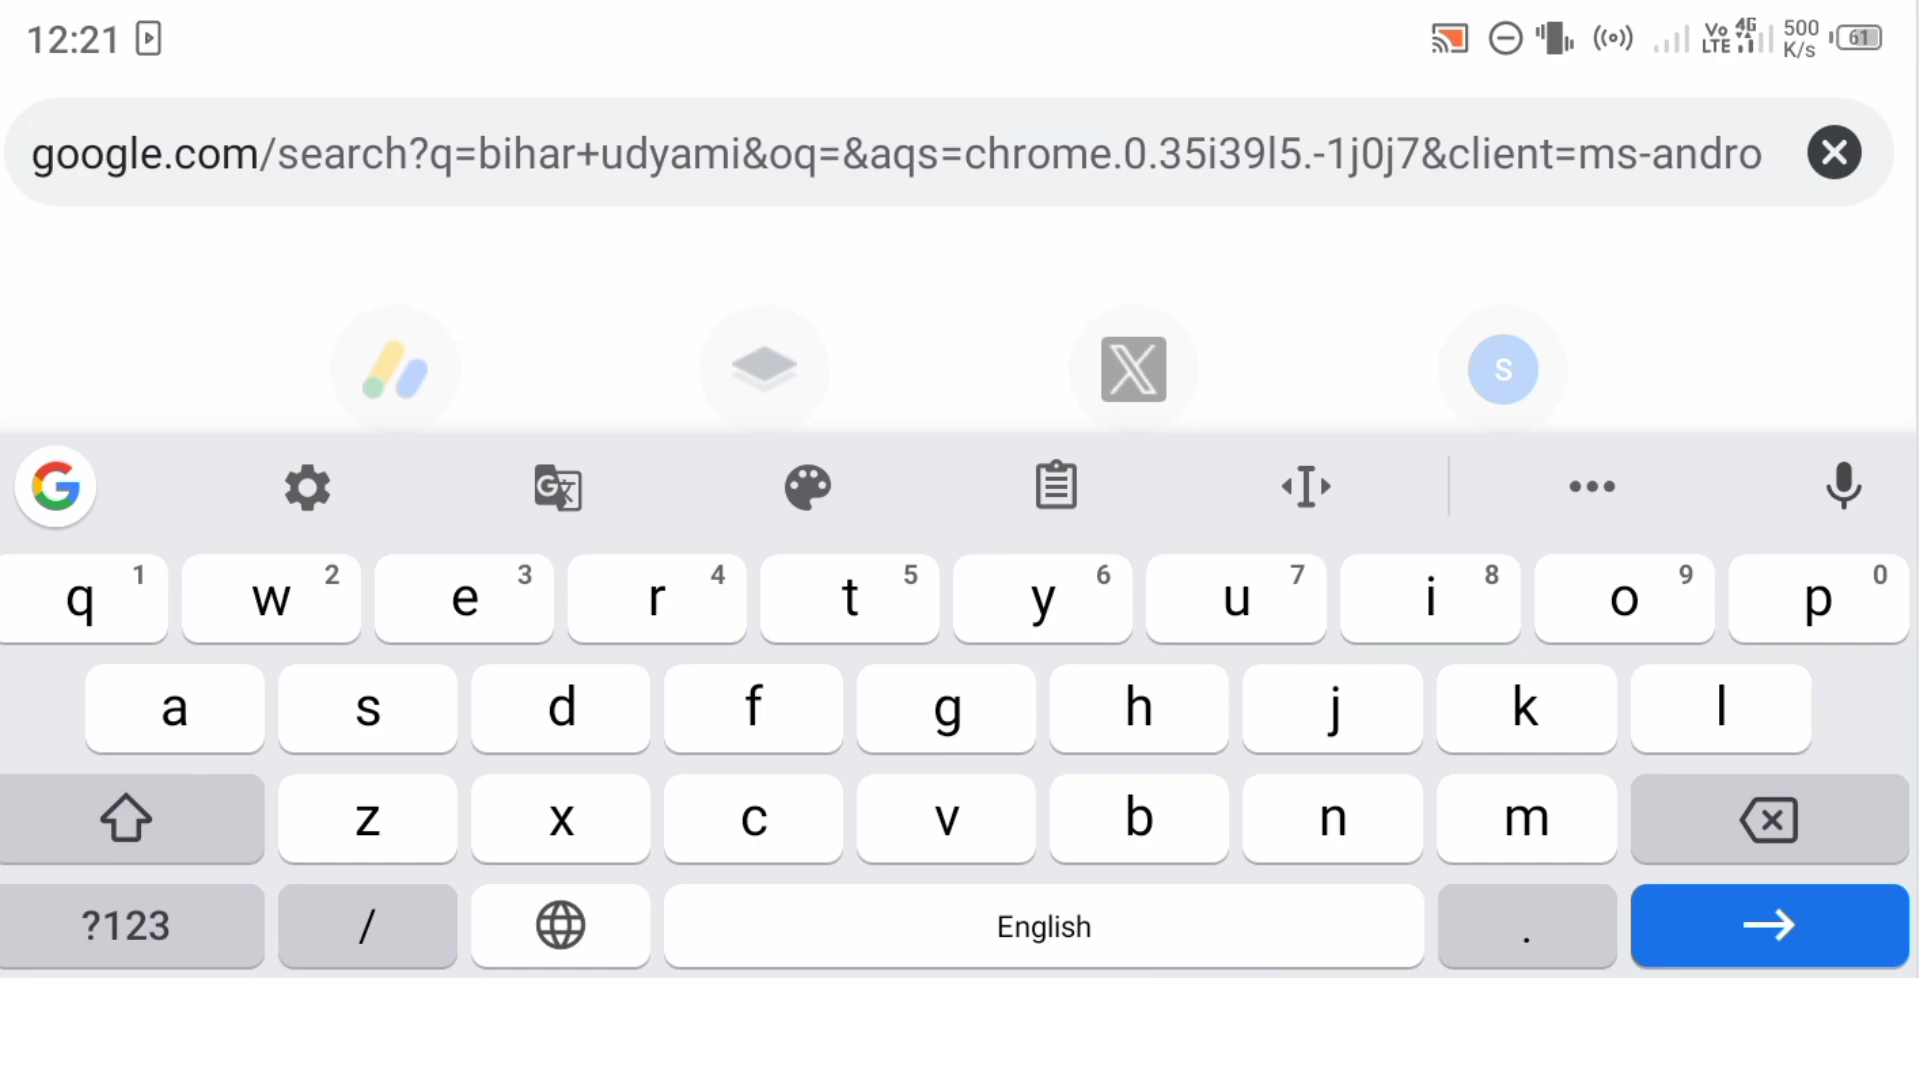 12:21
Vo LTE 4G 500 K/s 61
google.com/search?q=bihar+udyami&oq=&aqs=chrome.0.35i39l5.-1j0j7&client=ms-andro
S
G
q 1 w 2 e 3 r 4 t 5 y 6 u 7 i 8 o 9 p 0
a s d f g h j k l
z x c v b n m
?123 / English .